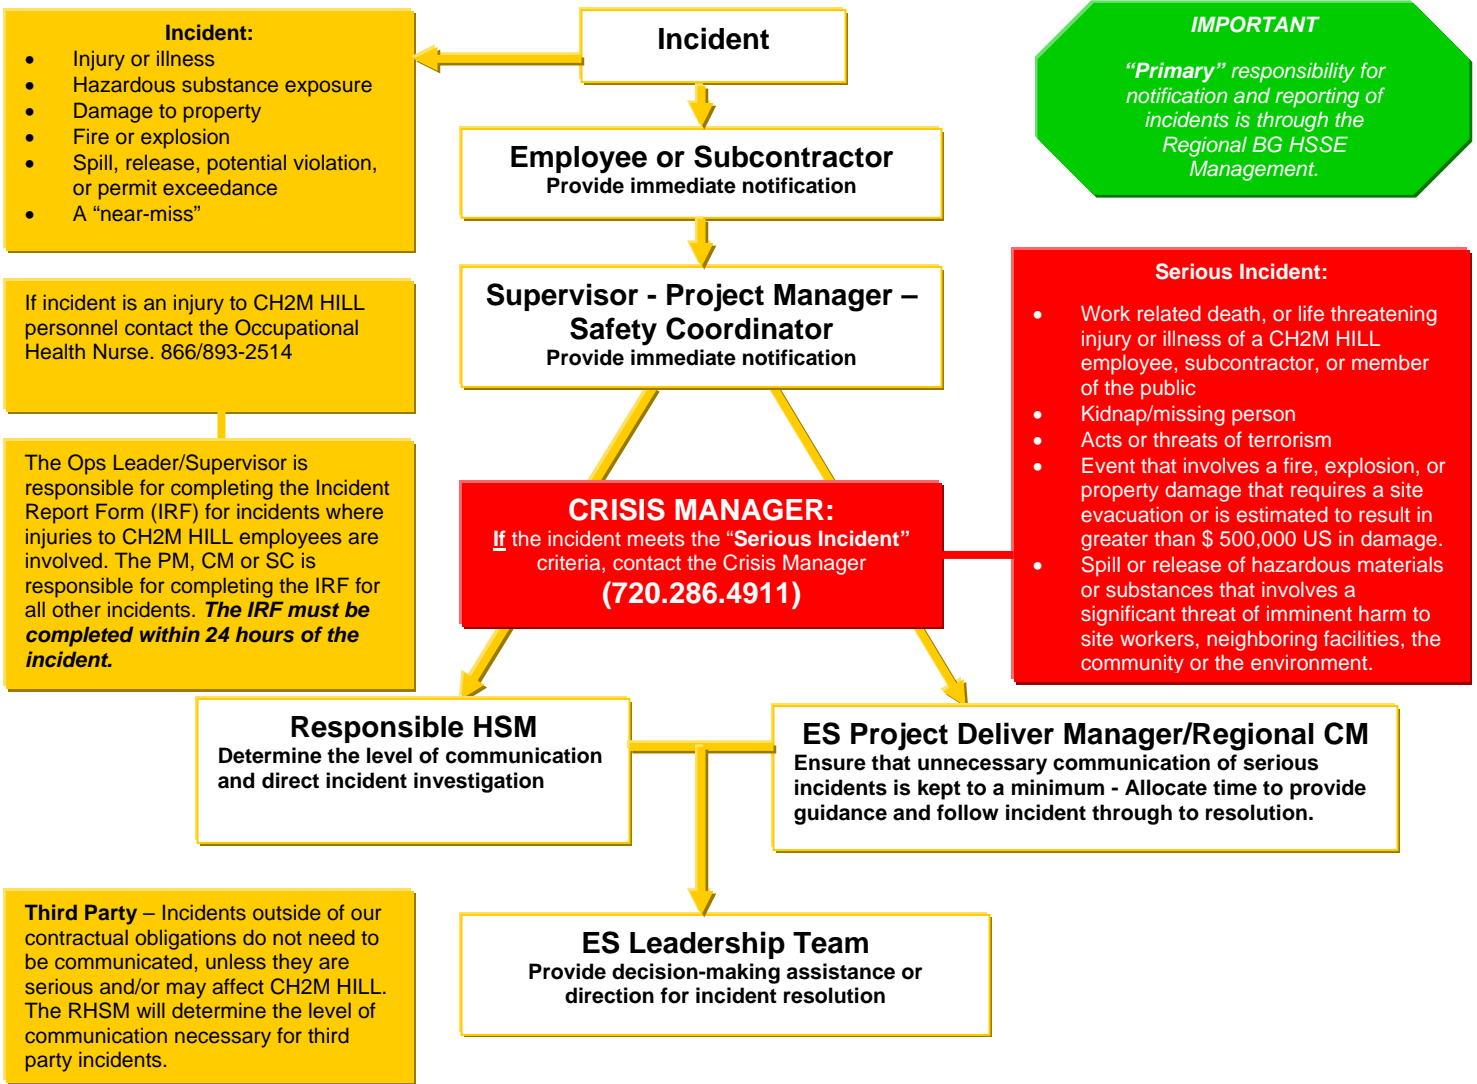 Incident:
• Injury or illness
• Hazardous substance exposure
• Damage to property
• Fire or explosion
• Spill, release, potential violation,
or permit exceedance
• A “near-miss”
Incident
IMPORTANT
“Primary” responsibility for
notification and reporting of
incidents is through the
Regional BG HSSE
Management.
Employee or Subcontractor
Provide immediate notification
If incident is an injury to CH2M HILL
personnel contact the Occupational
Health Nurse. 866/893-2514
Supervisor - Project Manager –
Safety Coordinator
Provide immediate notification
Serious Incident:
• Work related death, or life threatening
injury or illness of a CH2M HILL
employee, subcontractor, or member
of the public
• Kidnap/missing person
• Acts or threats of terrorism
• Event that involves a fire, explosion, or
property damage that requires a site
evacuation or is estimated to result in
greater than $ 500,000 US in damage.
• Spill or release of hazardous materials
or substances that involves a
significant threat of imminent harm to
site workers, neighboring facilities, the
community or the environment.
The Ops Leader/Supervisor is
responsible for completing the Incident
Report Form (IRF) for incidents where
injuries to CH2M HILL employees are
involved. The PM, CM or SC is
responsible for completing the IRF for
all other incidents. The IRF must be
completed within 24 hours of the
incident.
CRISIS MANAGER:
If the incident meets the “Serious Incident”
criteria, contact the Crisis Manager
(720.286.4911)
Responsible HSM
Determine the level of communication
and direct incident investigation
ES Project Deliver Manager/Regional CM
Ensure that unnecessary communication of serious
incidents is kept to a minimum - Allocate time to provide
guidance and follow incident through to resolution.
Third Party – Incidents outside of our
contractual obligations do not need to
be communicated, unless they are
serious and/or may affect CH2M HILL.
The RHSM will determine the level of
communication necessary for third
party incidents.
ES Leadership Team
Provide decision-making assistance or
direction for incident resolution